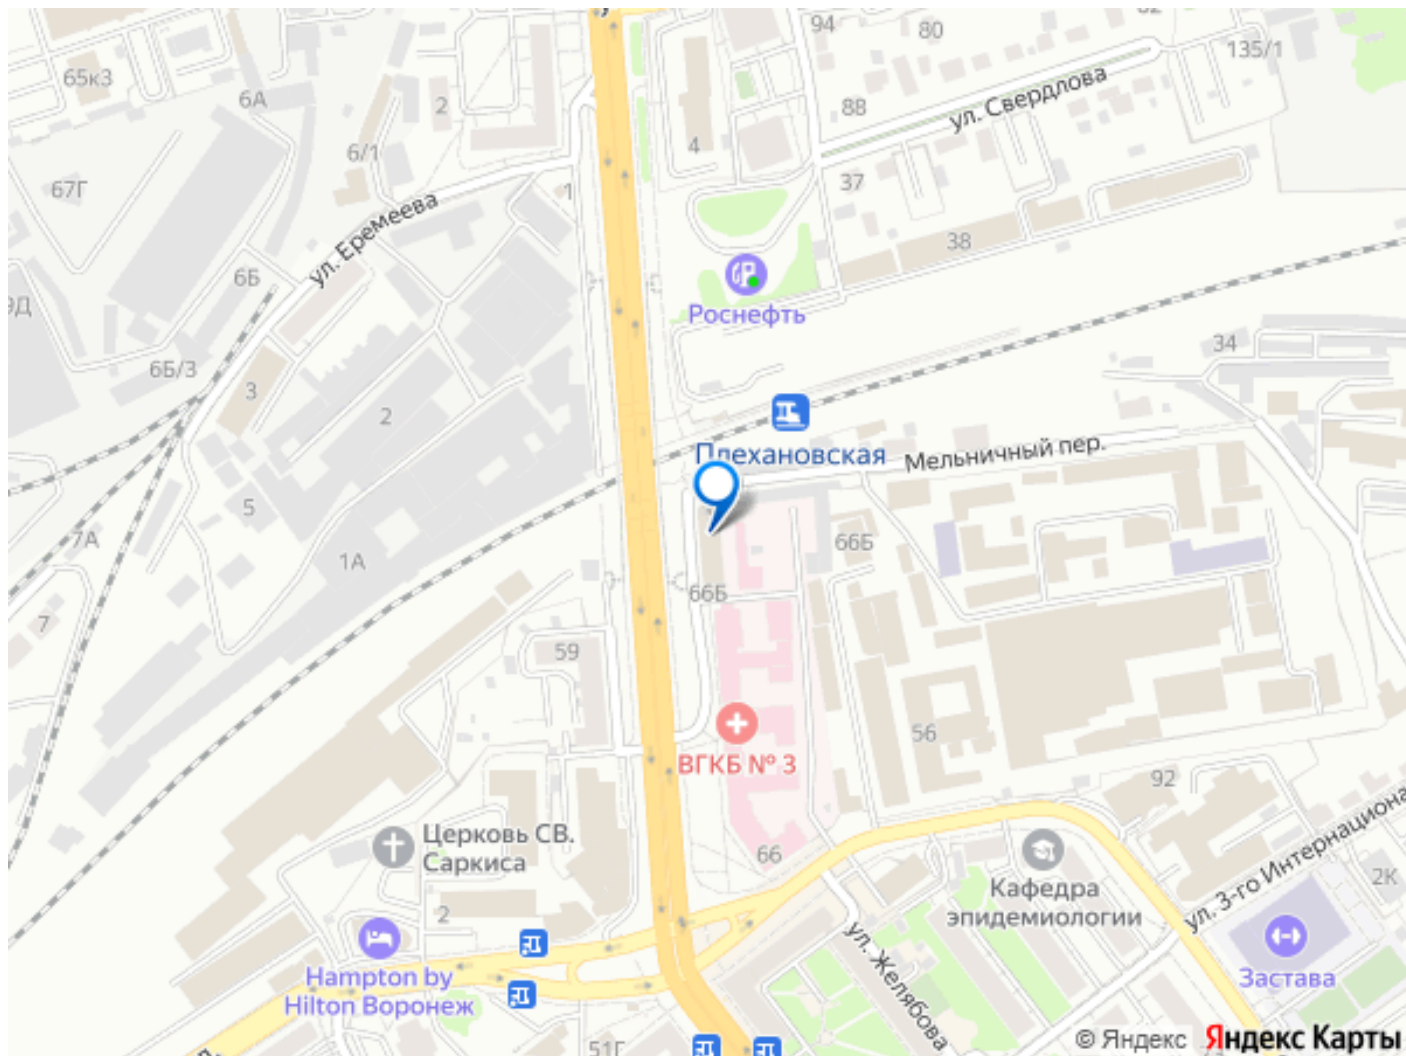 94
80
135/1
65к3
6А
2
88
ул. Свердлова
4
6/1
67Г
1
37
ул. Еремеева
38
6Б
Роснефть
6Б/3
34
3
2
Плехановская
Мельничный пер.
5
7А
1А
66Б
66Б
7
59
56
ВГКБ № 3
92
Церковь СВ.
Саркиса
66
ул. 3-го Интернациона
2К
Кафедра
эпидемиологии
2
ул. Желябова
Hampton by
Hilton Воронеж
Застава
51Г
© Яндекс Яндекс Карты